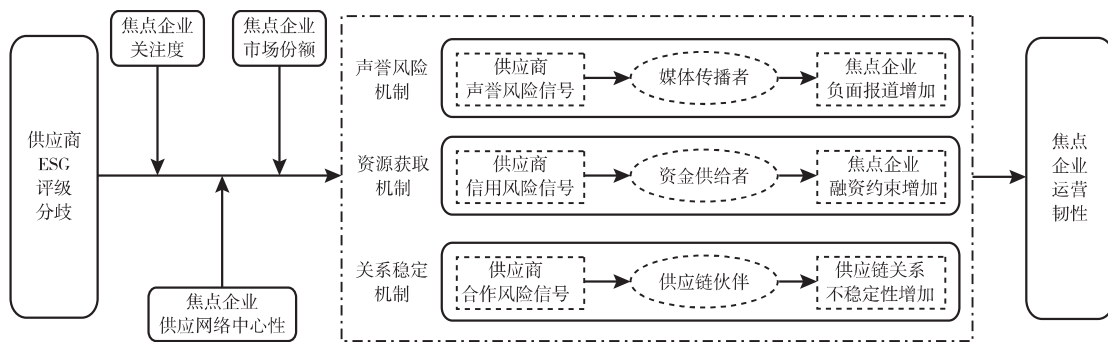 供应商
ESG
评级
分歧
焦点企业
关注度
焦点企业
市场份额
焦点企业
供应网络中心性
声誉风险
机制
供应商
声誉风险信号
媒体传播者
焦点企业
负面报道增加
资源获取
机制
供应商
信用风险信号
资金供给者
焦点企业
融资约束增加
关系稳定
机制
供应商
合作风险信号
供应链伙伴
供应链关系
不稳定性增加
焦点
企业
运营
韧性